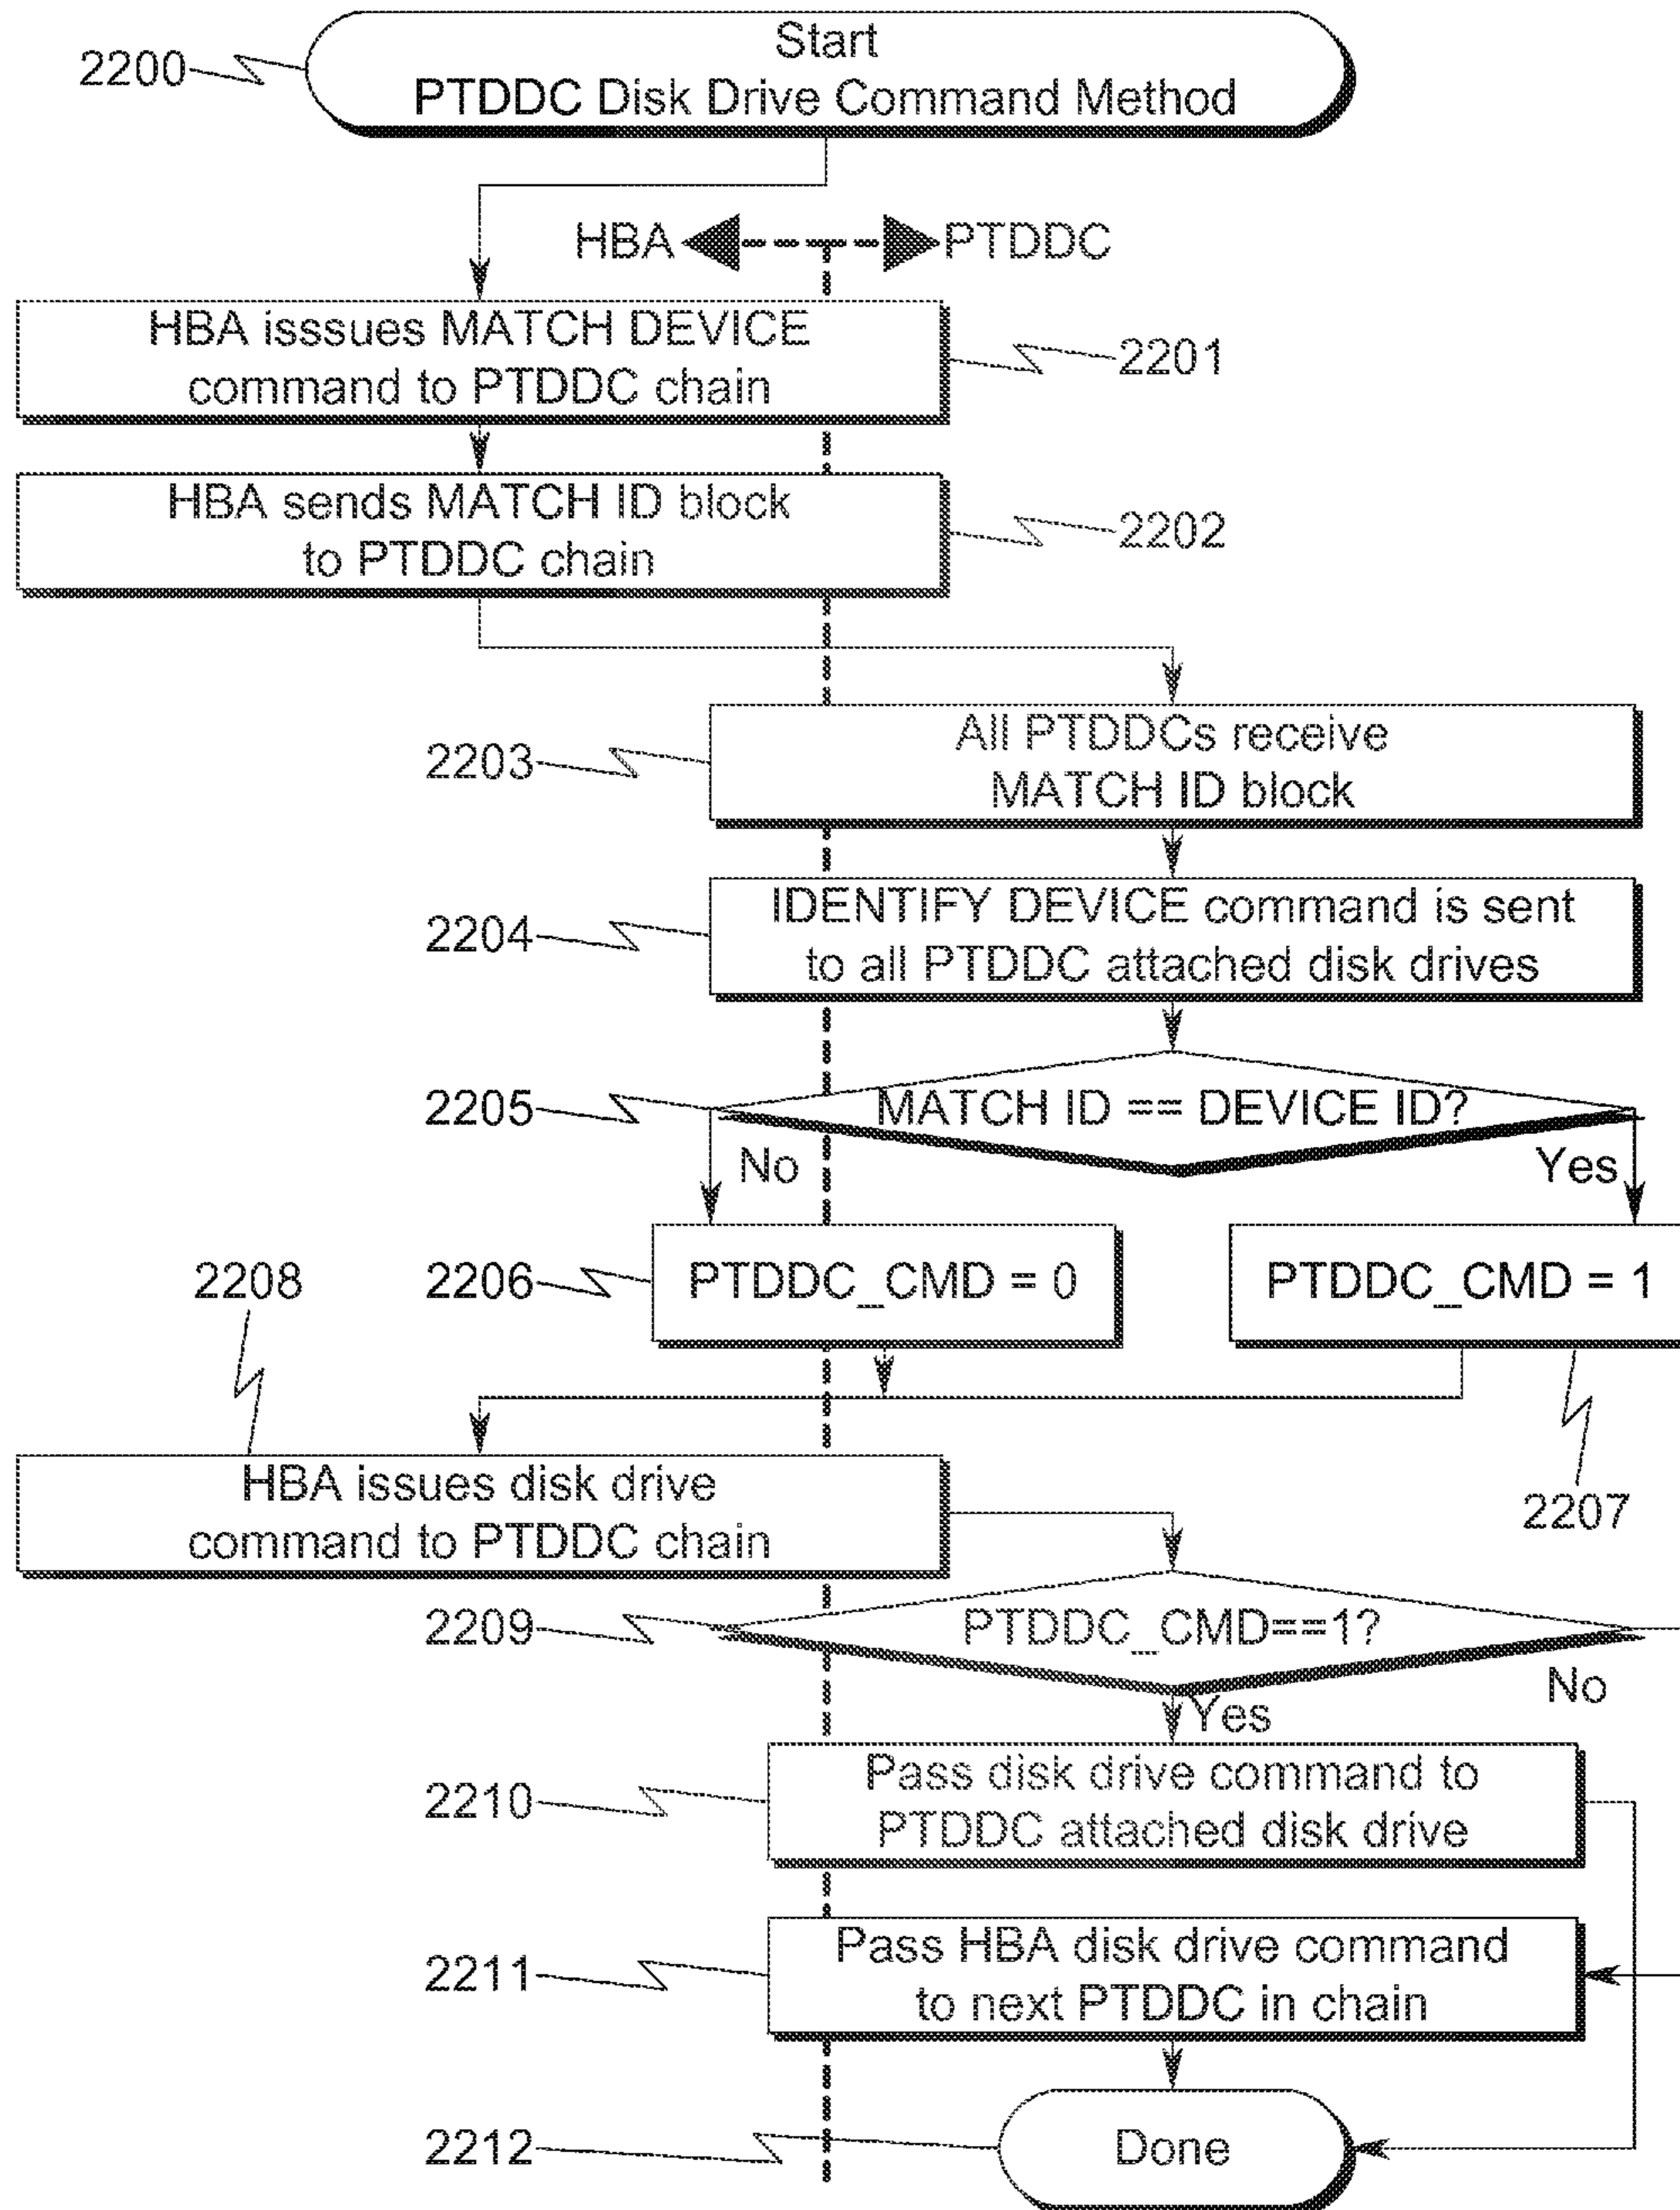 Start
2200
PTDDC Disk Drive Command Method
HBA
PTDDC
HBA isssues MATCH DEVICE
command to PTDDC chain
2201
HBA sends MATCH ID block
to PTDDC chain
2202
All PTDDCs receive
MATCH ID block
2203
IDENTIFY DEVICE command is sent
to all PTDDC attached disk drives
2204
MATCH ID == DEVICE ID?
2205
No
Yes
2208
2206
PTDDC_CMD = 0
PTDDC_CMD = 1
HBA issues disk drive
command to PTDDC chain
2207
2209
PTDDC_CMD==1?
No
Yes
Pass disk drive command to
PTDDC attached disk drive
2210
Pass HBA disk drive command
to next PTDDC in chain
2211
2212
Done